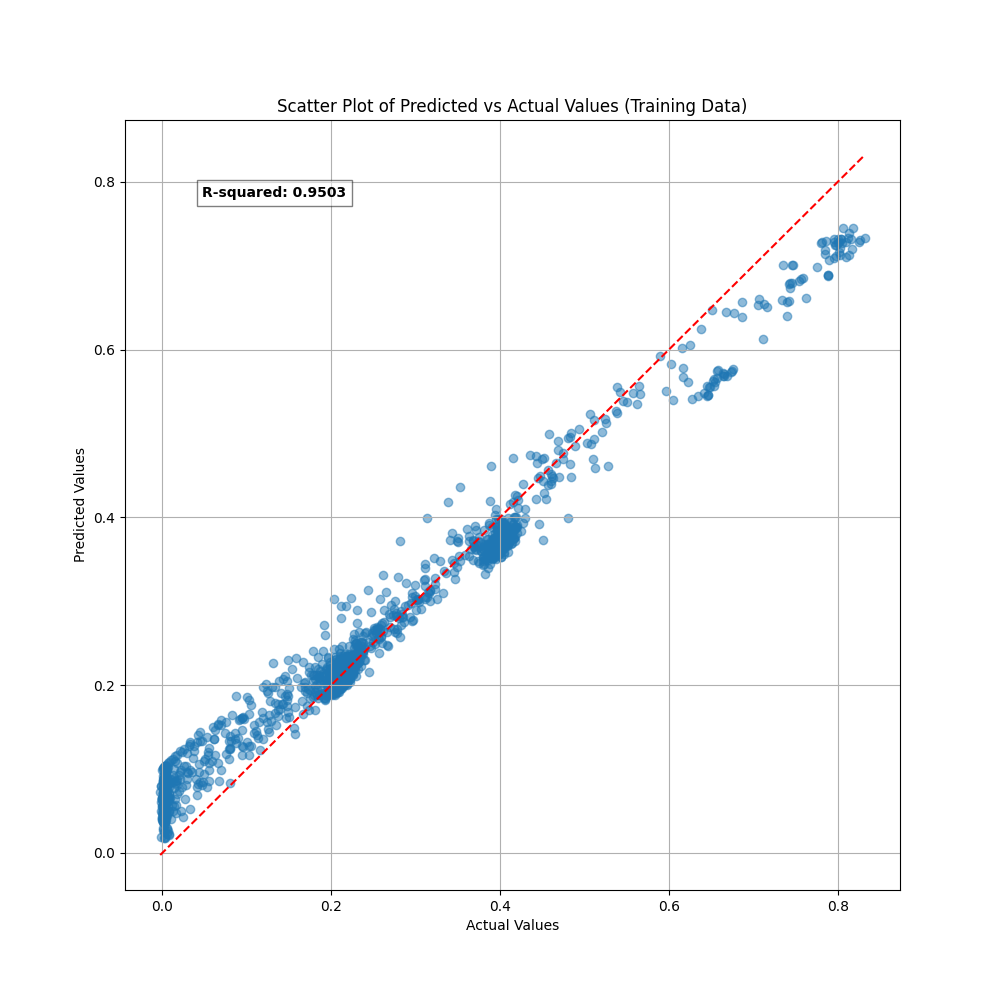 Scatter Plot of Predicted vs Actual Values (Training Data)
R-squared: 0.9503
Predicted Values
0.8
0.6
0.4
0.2
0.0
0.0 0.2 0.4 0.6 0.8
Actual Values